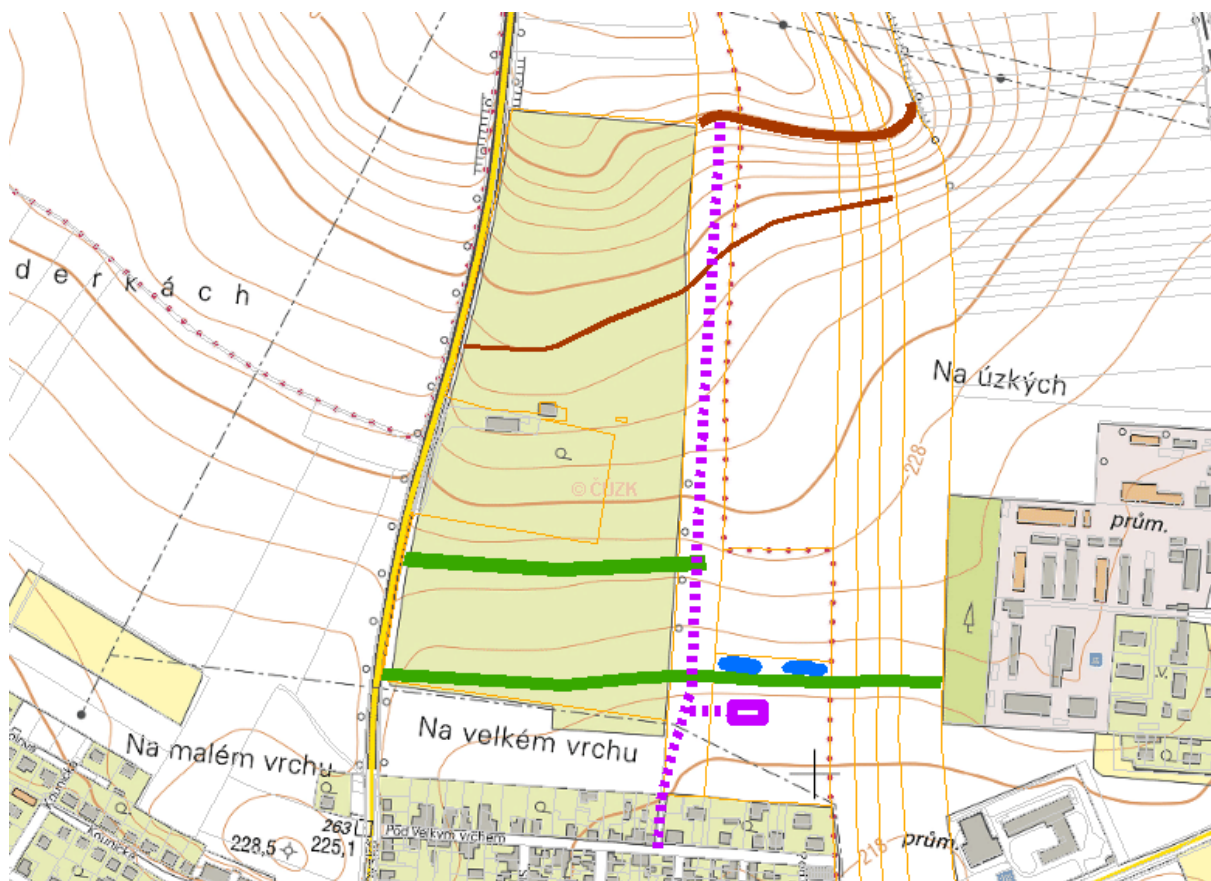 d e r k á c h
Na úzkých
228
© ČÚZK
prům.
v.
Na velkém vrchu
Na malém vrchu
263
Pod Velkým vrchem
228,5
225,1
Kounická
218
prům.